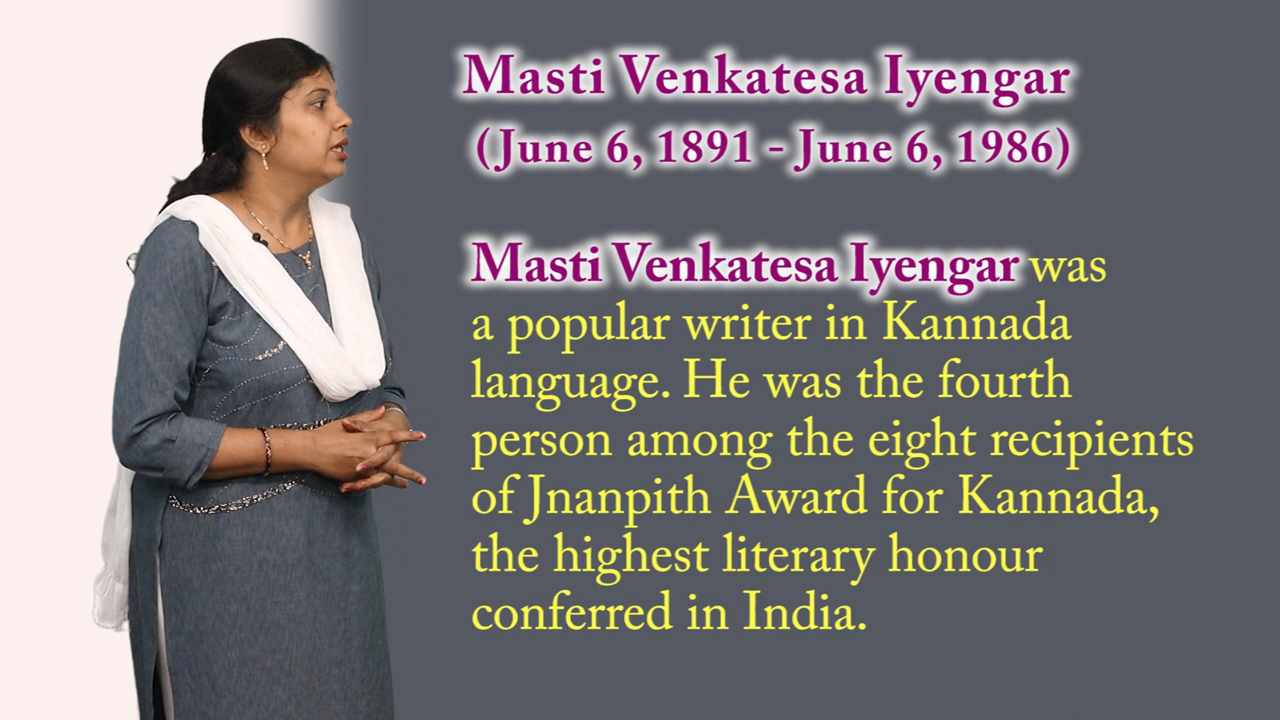 Masti Venkatesa Iyengar
(June 6, 1891 - June 6, 1986)
Masti Venkatesa Iyengar was
a popular writer in Kannada
language. He was the fourth
person among the eight recipients
of Jnanpith Award for Kannada,
the highest literary honour
conferred in India.